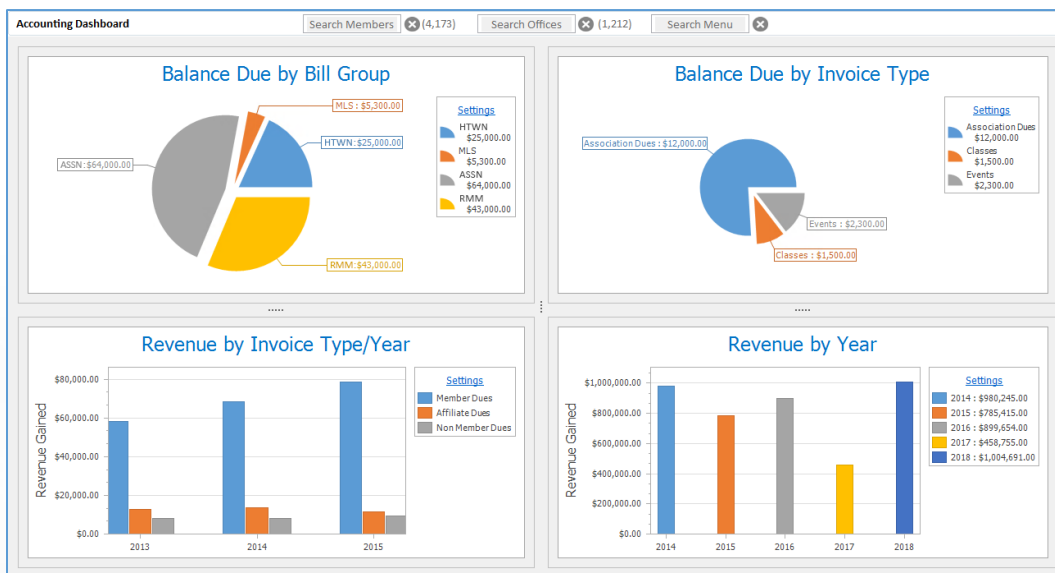 Accounting Dashboard
Search Members
(4,173)
Search Offices
(1,212)
Search Menu
Balance Due by Bill Group
MLS : $5,300.00
HTWN:$25,000.00
ASSN:$64,000.00
RMM:$43,000.00
Settings
HTWN
$25,000.00
MLS
$5,300.00
ASSN
$64,000.00
RMM
$43,000.00
Balance Due by Invoice Type
Association Dues : $12,000.00
Events : $2,300.00
Classes : $1,500.00
Settings
Association Dues
$12,000.00
Classes
$1,500.00
Events
$2,300.00
Revenue by Invoice Type/Year
Revenue Gained
$80,000.00
$60,000.00
$40,000.00
$20,000.00
$0.00
2013
2014
2015
Settings
Member Dues
Affiliate Dues
Non Member Dues
Revenue by Year
Revenue Gained
$1,000,000.00
$800,000.00
$600,000.00
$400,000.00
$200,000.00
$0.00
2014
2015
2016
2017
2018
Settings
2014 : $980,245.00
2015 : $785,415.00
2016 : $899,654.00
2017 : $458,755.00
2018 : $1,004,691.00